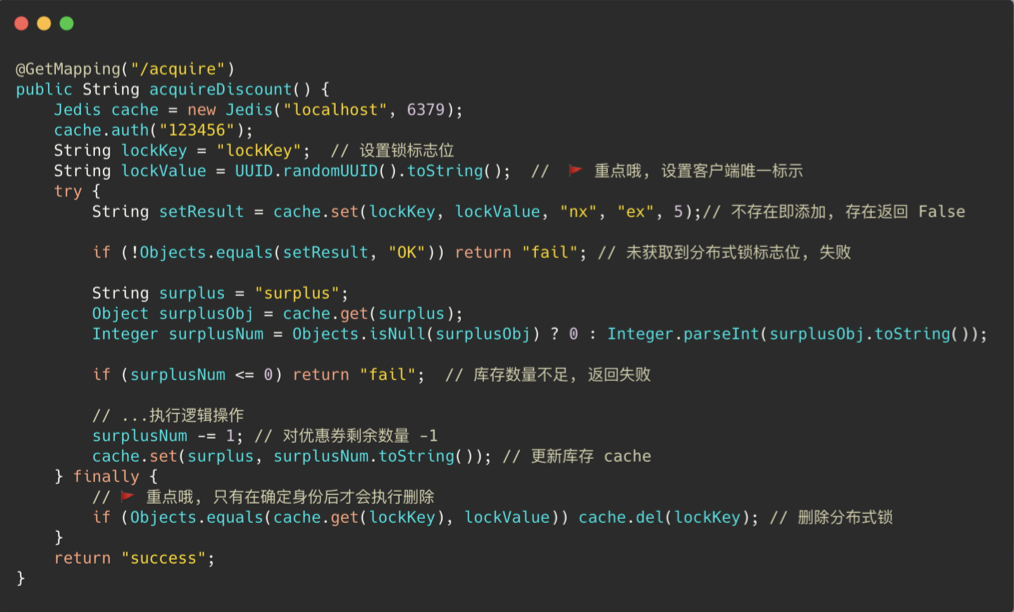 @GetMapping("/acquire")
public String acquireDiscount() {
    Jedis cache = new Jedis("localhost", 6379);
    cache.auth("123456");
    String lockKey = "lockKey";  // 设置锁标志位
    String lockValue = UUID.randomUUID().toString();  // 🚩 重点哦, 设置客户端唯一标示
    try {
        String setResult = cache.set(lockKey, lockValue, "nx", "ex", 5);// 不存在即添加, 存在返回 False

        if (!Objects.equals(setResult, "OK")) return "fail"; // 未获取到分布式锁标志位, 失败

        String surplus = "surplus";
        Object surplusObj = cache.get(surplus);
        Integer surplusNum = Objects.isNull(surplusObj) ? 0 : Integer.parseInt(surplusObj.toString());

        if (surplusNum <= 0) return "fail";  // 库存数量不足, 返回失败

        // ...执行逻辑操作
        surplusNum -= 1; // 对优惠券剩余数量 -1
        cache.set(surplus, surplusNum.toString()); // 更新库存 cache
    } finally {
        // 🚩 重点哦, 只有在确定身份后才会执行删除
        if (Objects.equals(cache.get(lockKey), lockValue)) cache.del(lockKey); // 删除分布式锁
    }
    return "success";
}